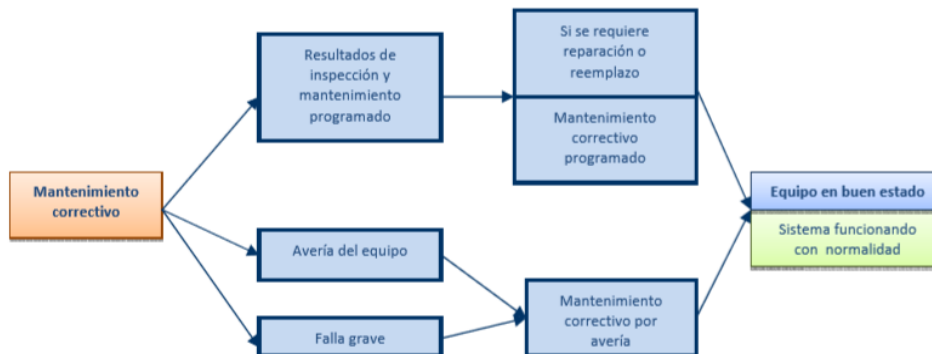 Mantenimiento
correctivo
Resultados de
inspección y
mantenimiento
programado
Si se requiere
reparación o
reemplazo
Mantenimiento
correctivo
programado
Avería del equipo
Falla grave
Mantenimiento
correctivo por
avería
Equipo en buen estado
Sistema funcionando
con normalidad